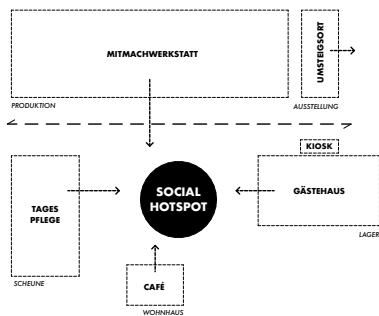 MITMACHWERKSTATT
UMSTEIGSORT
PRODUKTION
AUSSTELLUNG
KIOSK
TAGES
PFLEGE
SOCIAL
HOTSPOT
GÄSTEHAUS
LAGER
SCHEUNE
CAFÉ
WOHNHAUS